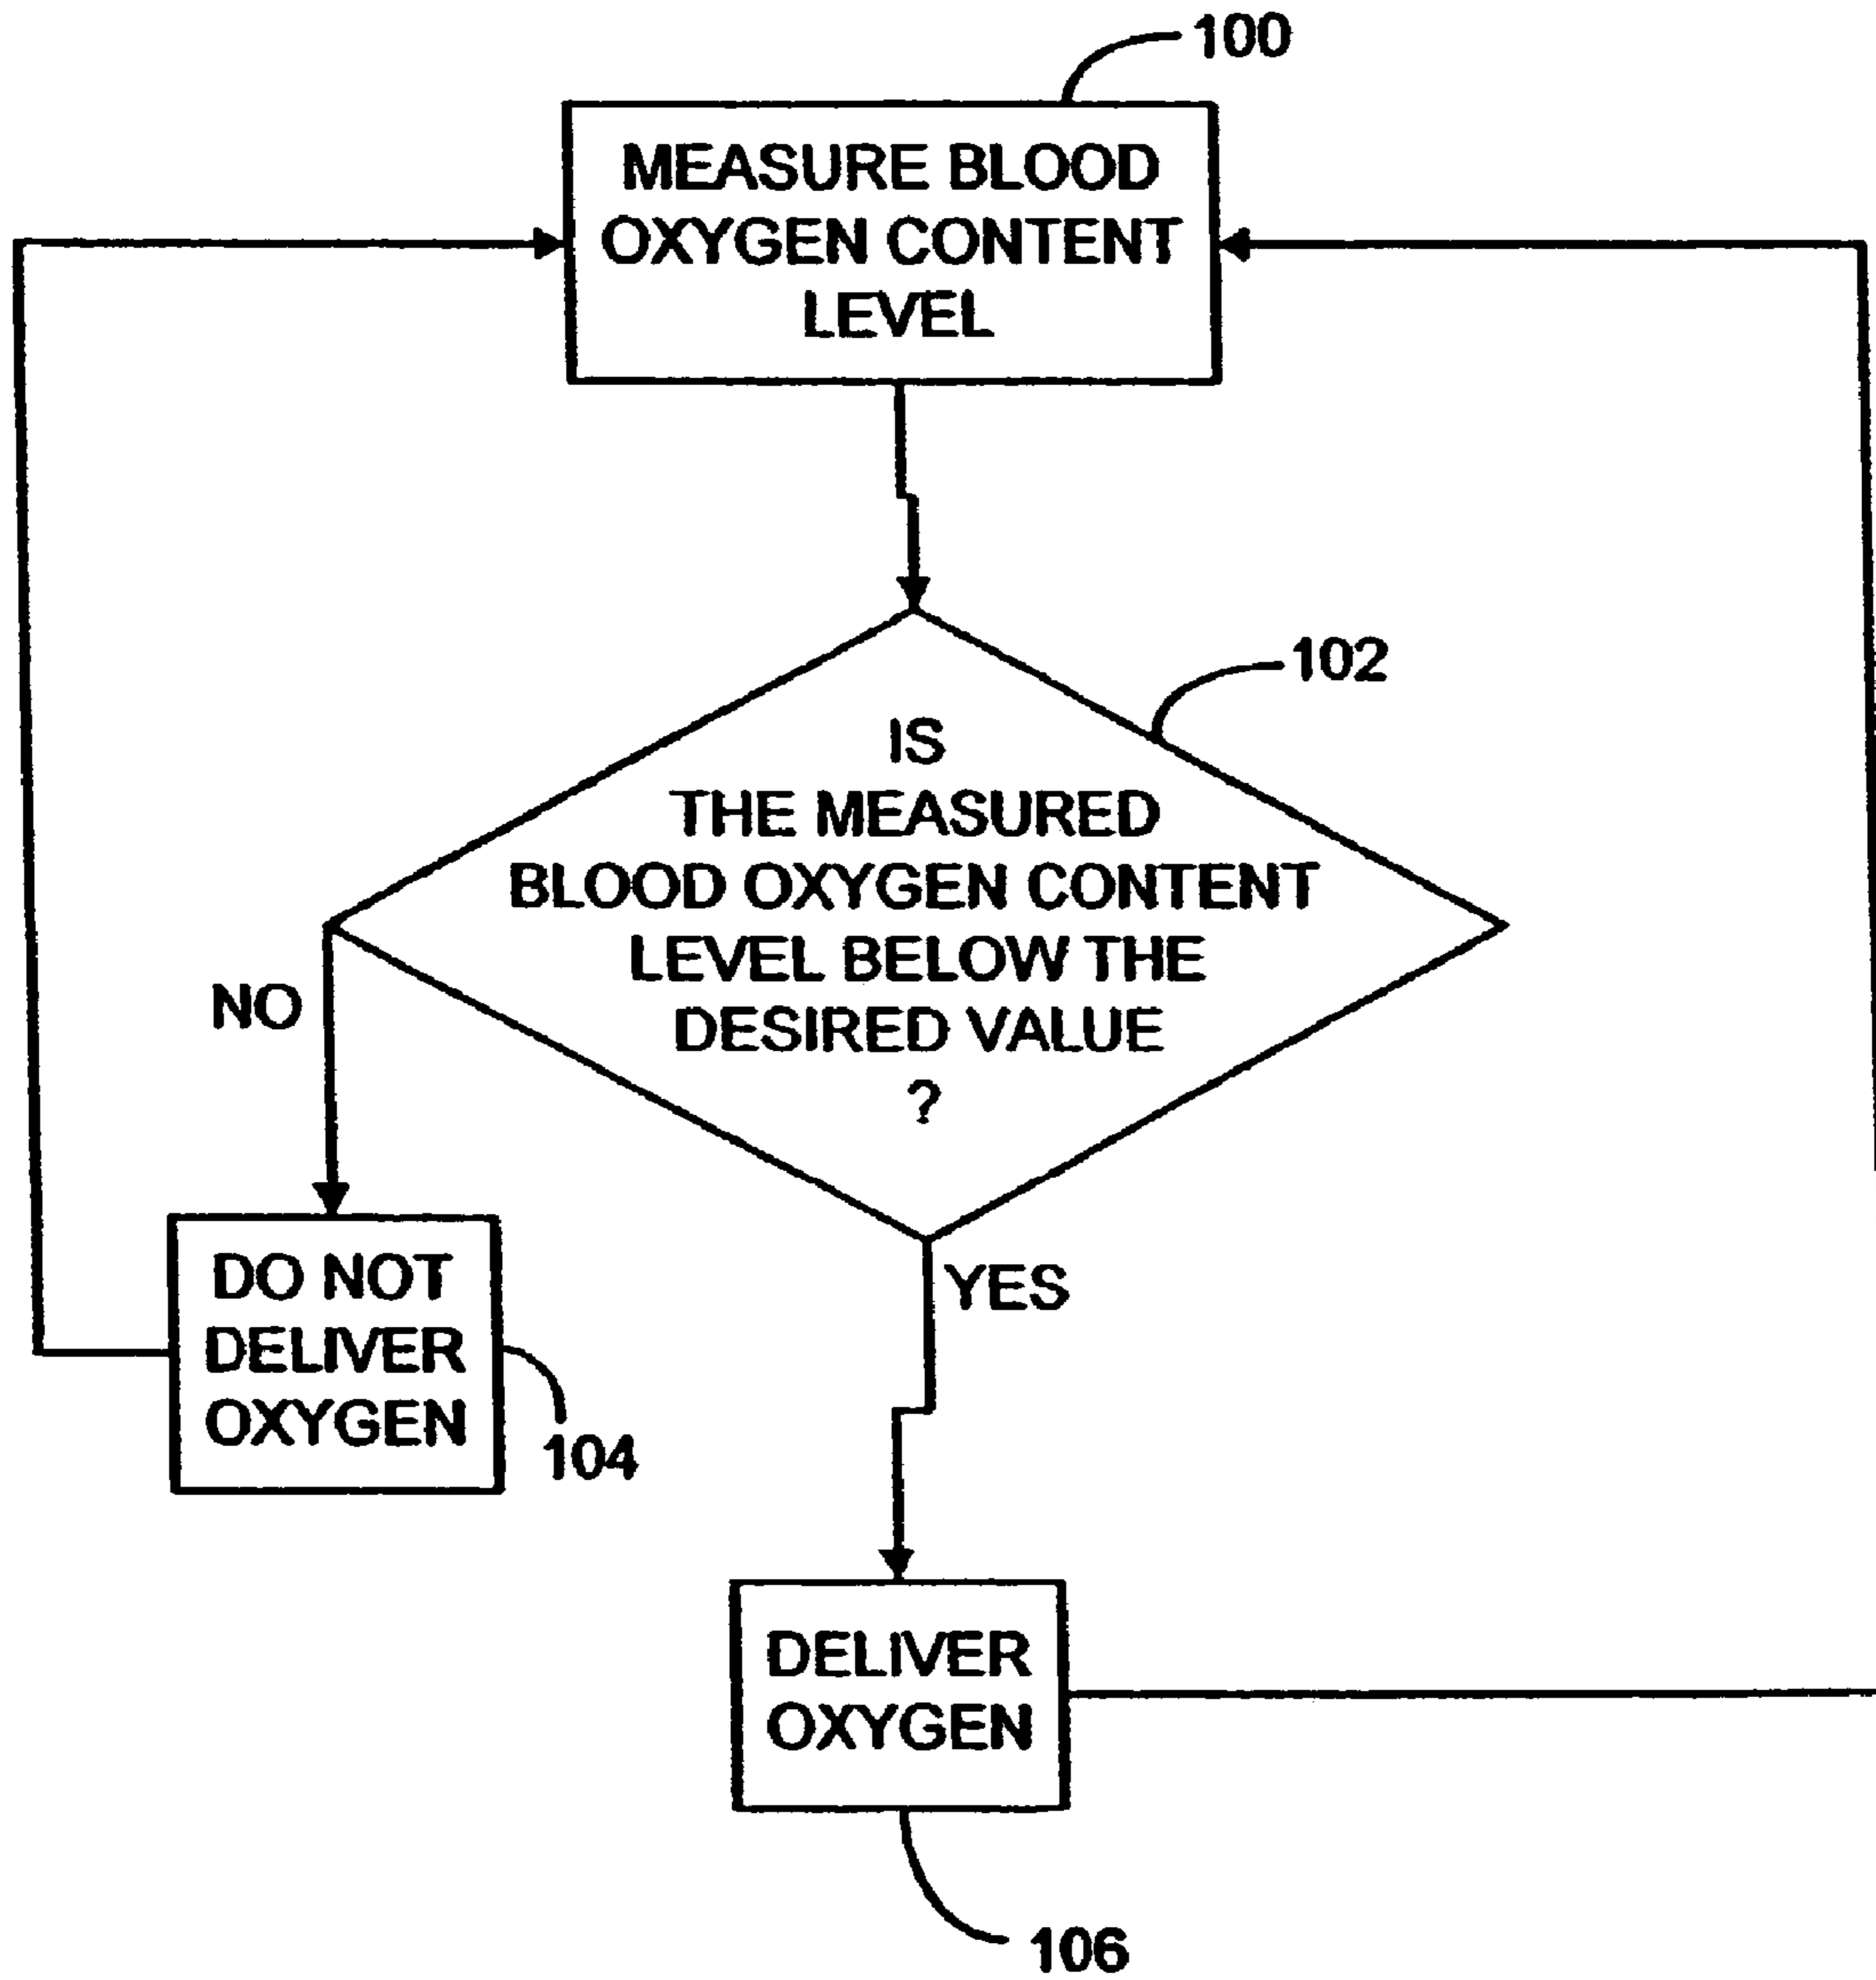 100
MEASURE BLOOD
OXYGEN CONTENT
LEVEL
102
IS
THE MEASURED
BLOOD OXYGEN CONTENT
LEVEL BELOW THE
DESIRED VALUE
?
NO
YES
DO NOT
DELIVER
OXYGEN
104
DELIVER
OXYGEN
106